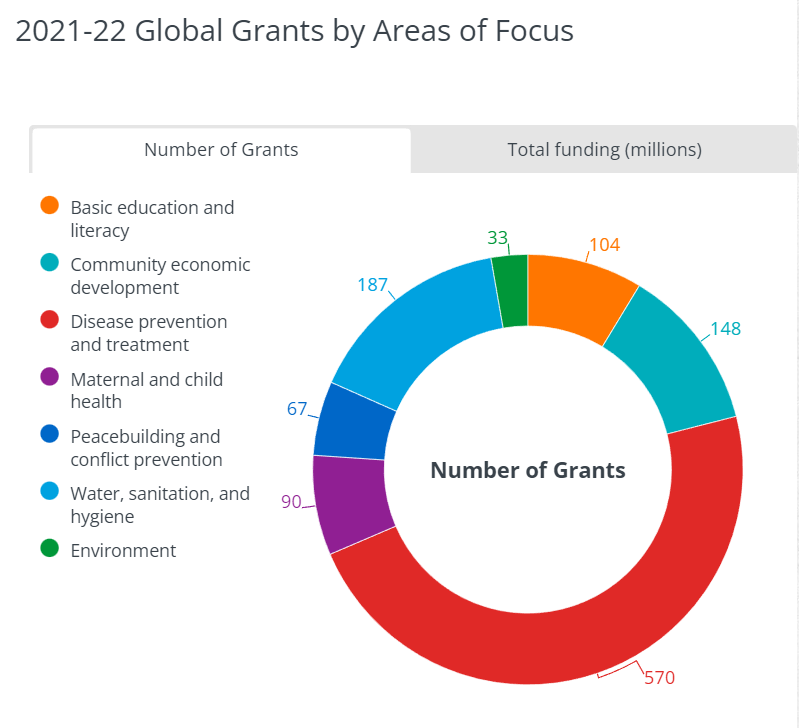 2021-22 Global Grants by Areas of Focus
Number of Grants
Total funding (millions)
Basic education and
literacy
Community economic
development
Disease prevention
and treatment
Maternal and child
health
Peacebuilding and
conflict prevention
Water, sanitation, and
hygiene
Environment
33
104
187
148
67
Number of Grants
90
570